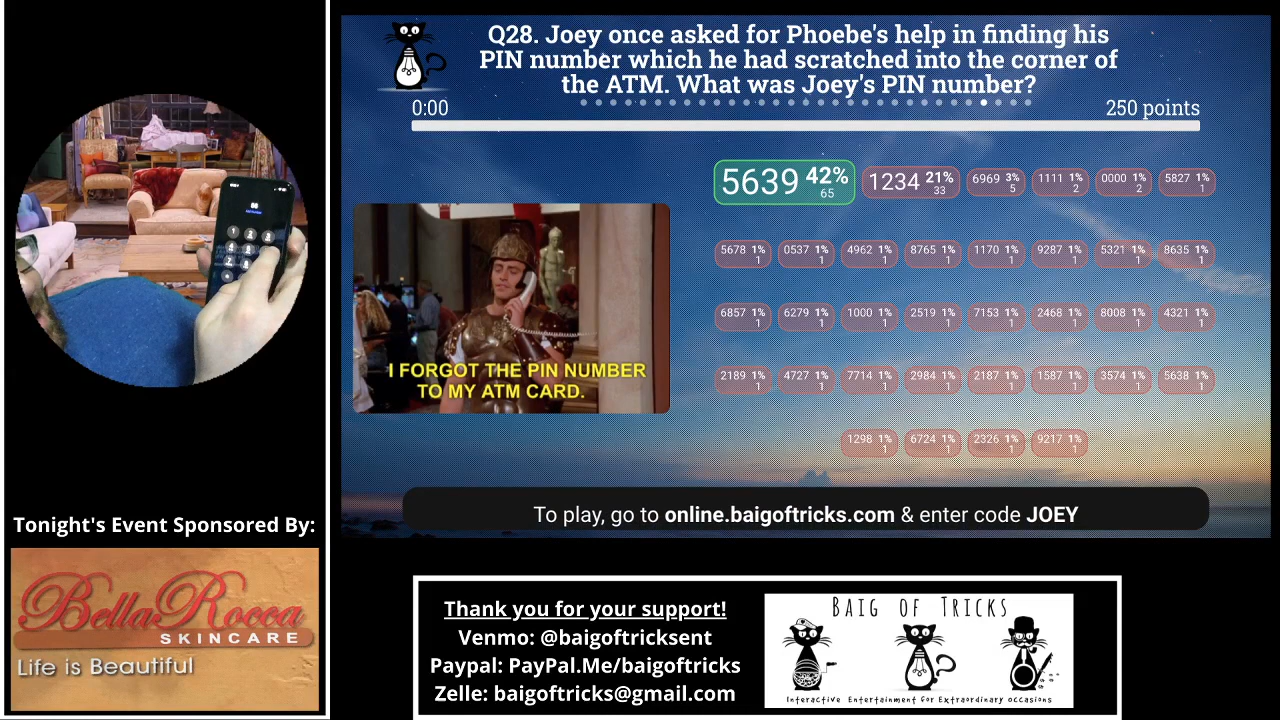 Q28. Joey once asked for Phoebe's help in finding his
PIN number which he had scratched into the corner of
the ATM. What was Joey's PIN number?
0:00
250 points
5639 42% 65
1234 21% 33
6969 3% 5
1111 1% 2
0000 1% 2
5827 1% 1
5678 1% 1
0537 1% 1
4962 1% 1
8765 1% 1
1170 1% 1
9287 1% 1
5321 1% 1
8635 1% 1
6857 1% 1
6279 1% 1
1000 1% 1
2519 1% 1
7153 1% 1
2468 1% 1
8008 1% 1
4321 1% 1
2189 1% 1
4727 1% 1
7714 1% 1
2984 1% 1
2187 1% 1
1587 1% 1
3574 1% 1
5638 1% 1
1298 1% 1
6724 1% 1
2326 1% 1
9217 1% 1
I FORGOT THE PIN NUMBER
TO MY ATM CARD.
To play, go to online.baigoftricks.com & enter code JOEY
Tonight's Event Sponsored By:
BellaRocca
SKINCARE
Life is Beautiful
Thank you for your support!
Venmo: @baigoftricksent
Paypal: PayPal.Me/baigoftricks
Zelle: baigoftricks@gmail.com
BAIG OF TRICKS
Interactive Entertainment for Extraordinary occasions